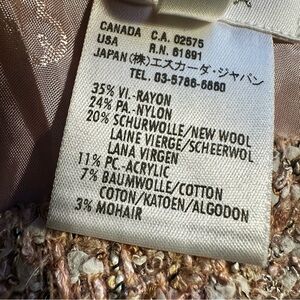 CANADA C.A. 02575
USA R.N. 61691
JAPAN (株)エスカーダ・ジャパン
TEL. 03-5786-6660
35% VI.-RAYON
24% PA.-NYLON
20% SCHURWOLLE/NEW WOOL
LAINE VIERGE/SCHEERWOL
LANA VIRGEN
11% PC.-ACRYLIC
7% BAUMWOLLE/COTTON
COTON/KATOEN/ALGODON
3% MOHAIR